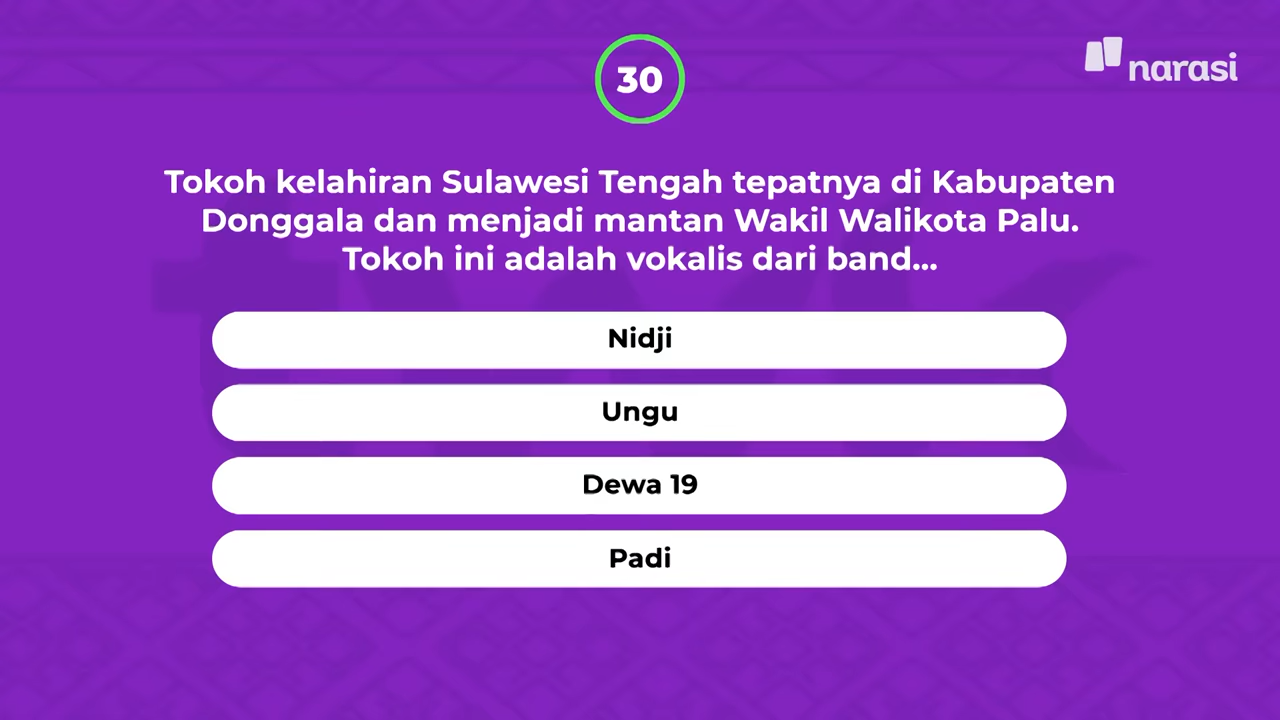 30
narasi
Tokoh kelahiran Sulawesi Tengah tepatnya di Kabupaten
Donggala dan menjadi mantan Wakil Walikota Palu.
Tokoh ini adalah vokalis dari band...
Nidji
Ungu
Dewa 19
Padi